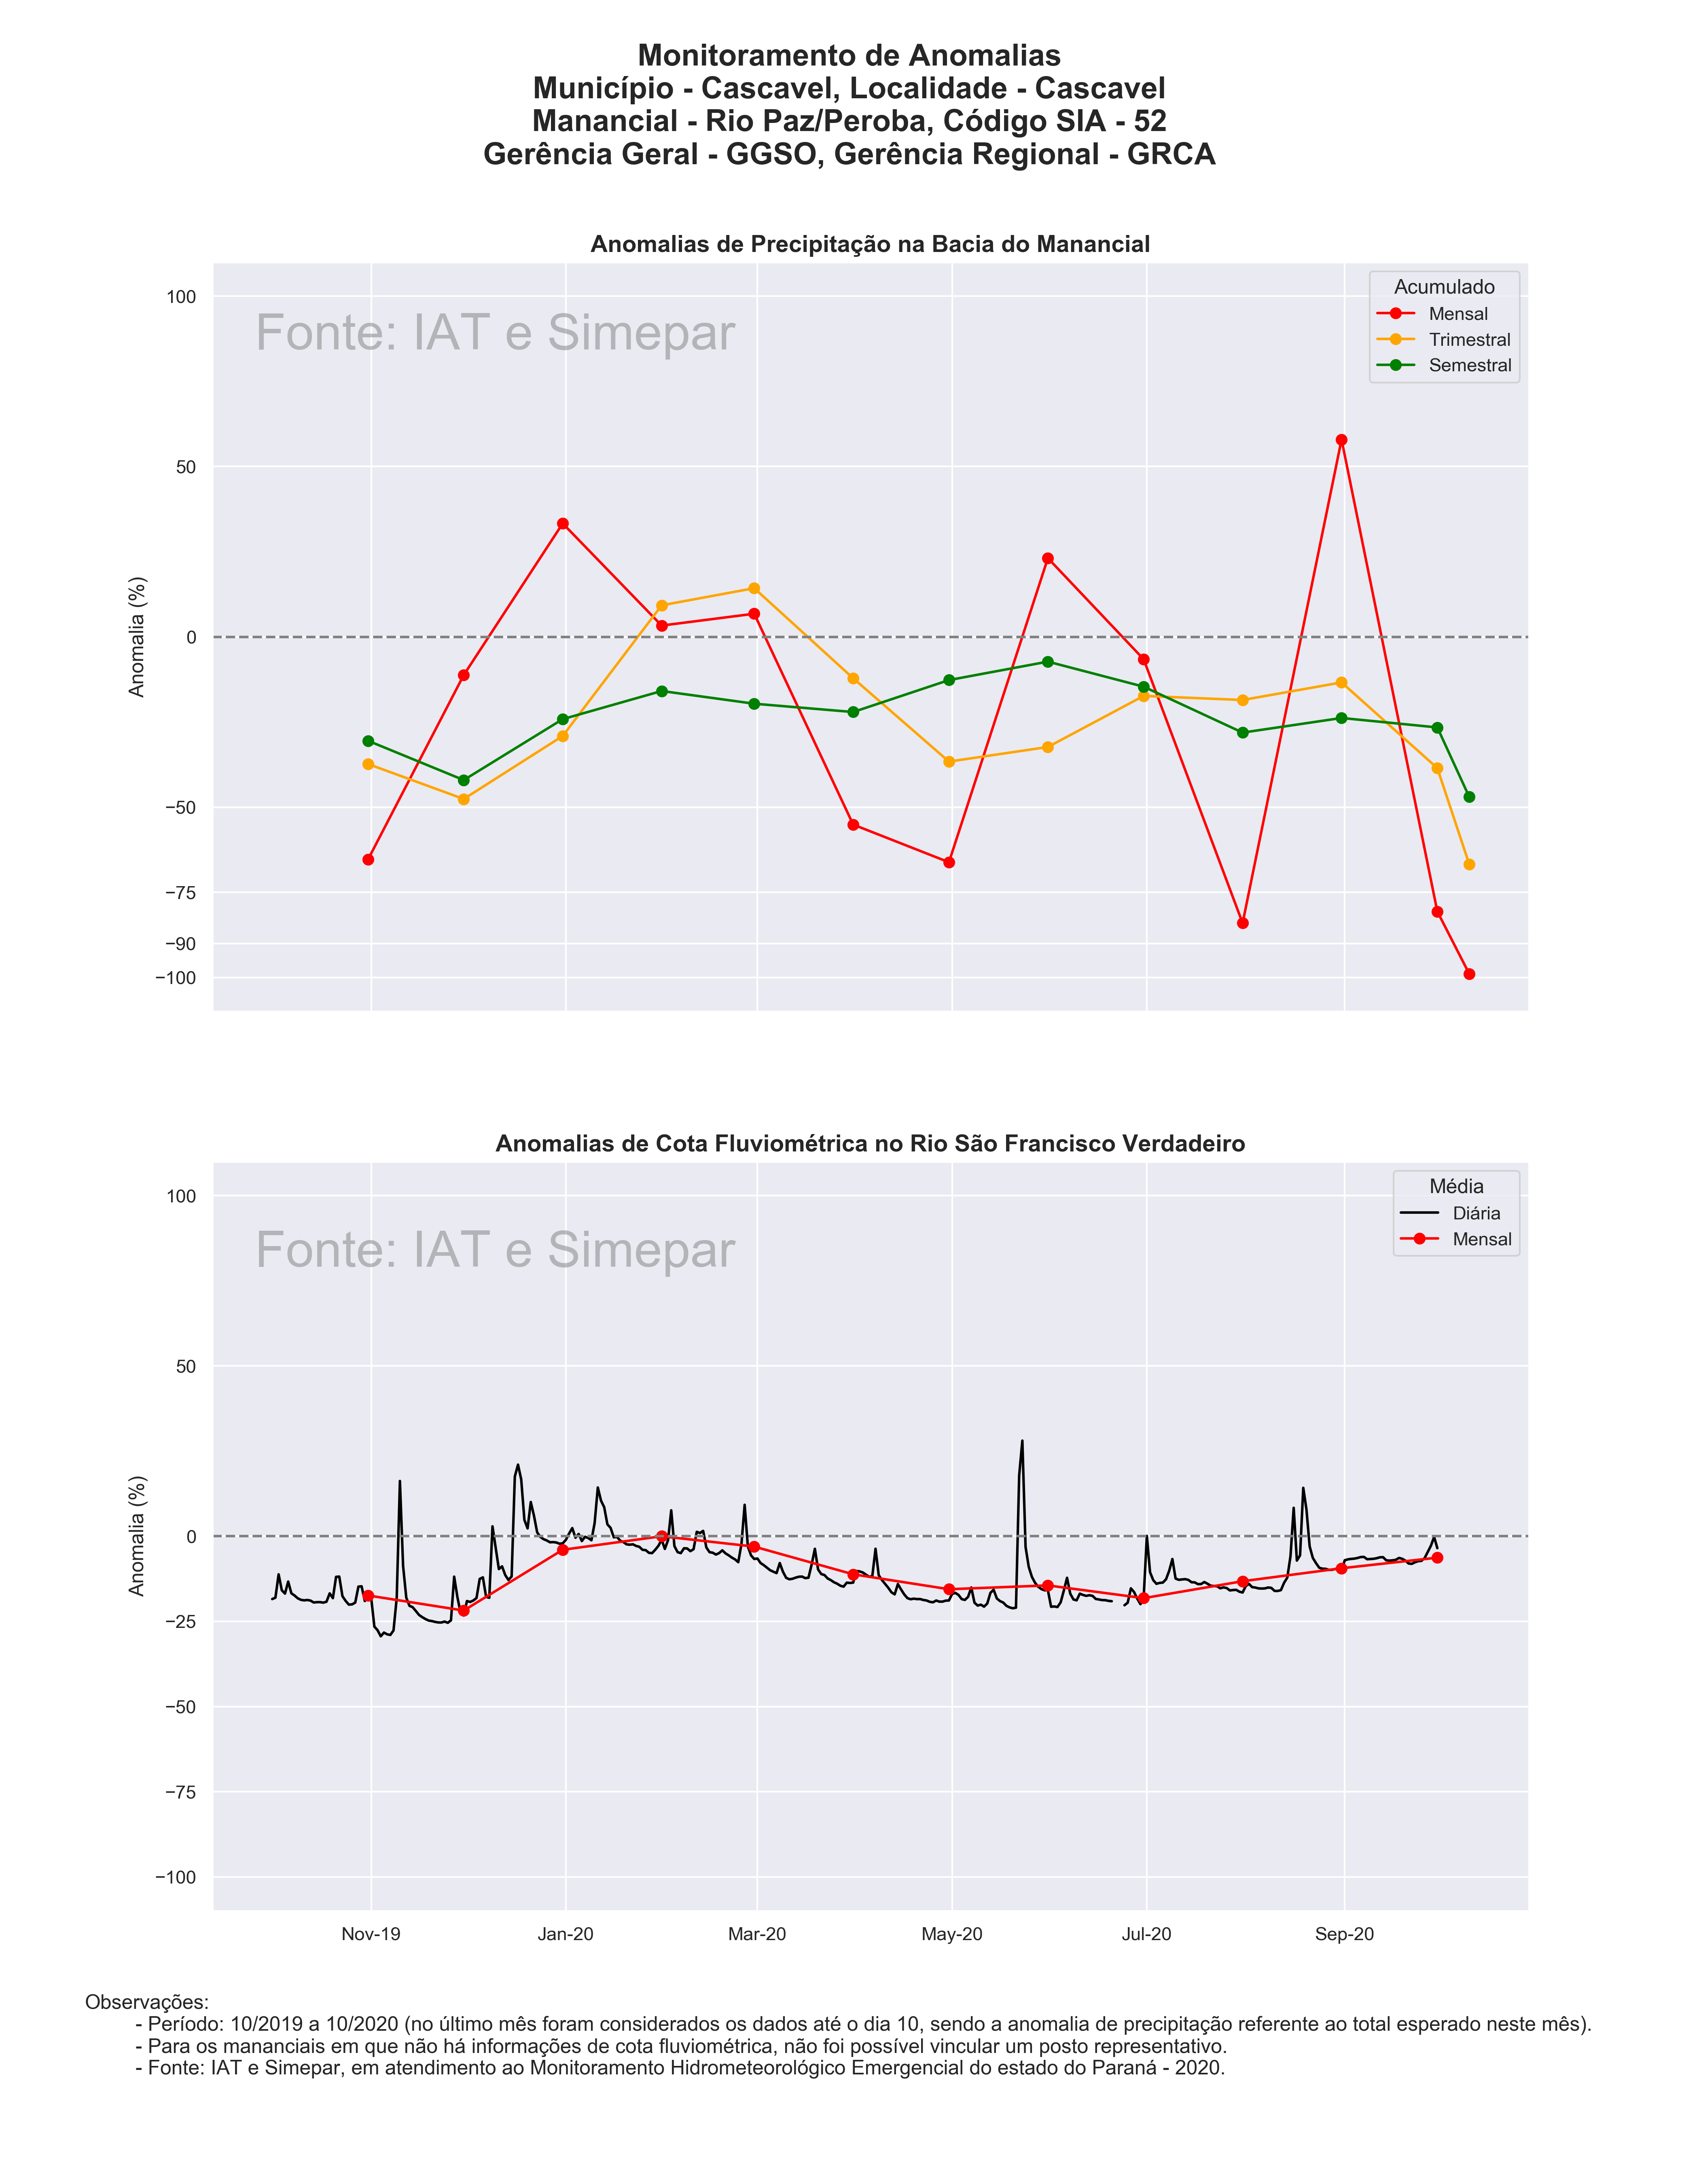 Monitoramento de Anomalias
Município - Cascavel, Localidade - Cascavel
Manancial - Rio Paz/Peroba, Código SIA - 52
Gerência Geral - GGSO, Gerência Regional - GRCA
Anomalias de Precipitação na Bacia do Manancial
Fonte: IAT e Simepar
Acumulado
Mensal
Trimestral
Semestral
Anomalia (%)
100
50
0
−50
−75
−90
−100
Anomalias de Cota Fluviométrica no Rio São Francisco Verdadeiro
Fonte: IAT e Simepar
Média
Diária
Mensal
Anomalia (%)
100
50
0
−25
−50
−75
−100
Nov-19 Jan-20 Mar-20 May-20 Jul-20 Sep-20
Observações:
- Período: 10/2019 a 10/2020 (no último mês foram considerados os dados até o dia 10, sendo a anomalia de precipitação referente ao total esperado neste mês).
- Para os mananciais em que não há informações de cota fluviométrica, não foi possível vincular um posto representativo.
- Fonte: IAT e Simepar, em atendimento ao Monitoramento Hidrometeorológico Emergencial do estado do Paraná - 2020.